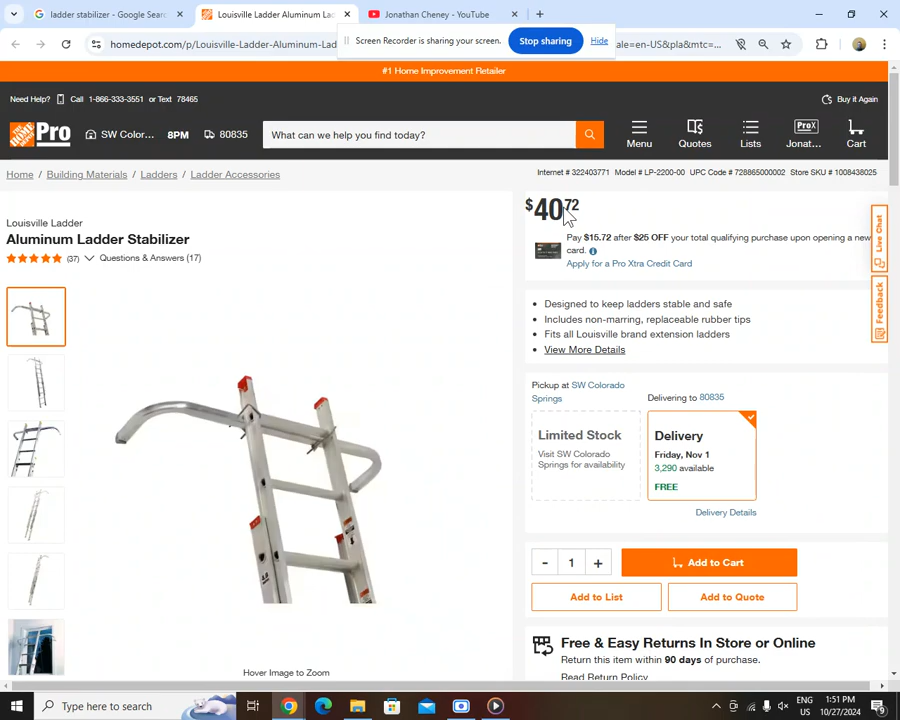 ladder stabilizer - Google Sear
Louisville Ladder Aluminum Lad
Jonathan Cheney - YouTube
homedepot.com/p/Louisville-Ladder-Aluminum-Lad
Screen Recorder is sharing your screen.
Stop sharing
Hide
ale=en-US&pla&mtc=...
#1 Home Improvement Retailer
Need Help? Call 1-866-333-3551 or Text 78465
Buy it Again
Pro
SW Color...
8PM
80835
What can we help you find today?
Menu
Quotes
Lists
ProX
Jonat...
Cart
Home / Building Materials / Ladders / Ladder Accessories
Internet # 322403771 Model # LP-2200-00 UPC Code # 728865000002 Store SKU # 1008438025
Louisville Ladder
Aluminum Ladder Stabilizer
(37) Questions & Answers (17)
$40 72
Pay $15.72 after $25 OFF your total qualifying purchase upon opening a new
card.
Apply for a Pro Xtra Credit Card
Live Chat
Feedback
Designed to keep ladders stable and safe
Includes non-marring, replaceable rubber tips
Fits all Louisville brand extension ladders
View More Details
Pickup at SW Colorado
Springs
Delivering to 80835
Limited Stock
Visit SW Colorado
Springs for availability
Delivery
Friday, Nov 1
3,290 available
FREE
Delivery Details
- 1 +
Add to Cart
Add to List
Add to Quote
Free & Easy Returns In Store or Online
Return this item within 90 days of purchase.
Read Return Policy
Hover Image to Zoom
Type here to search
ENG
US
1:51 PM
10/27/2024
9